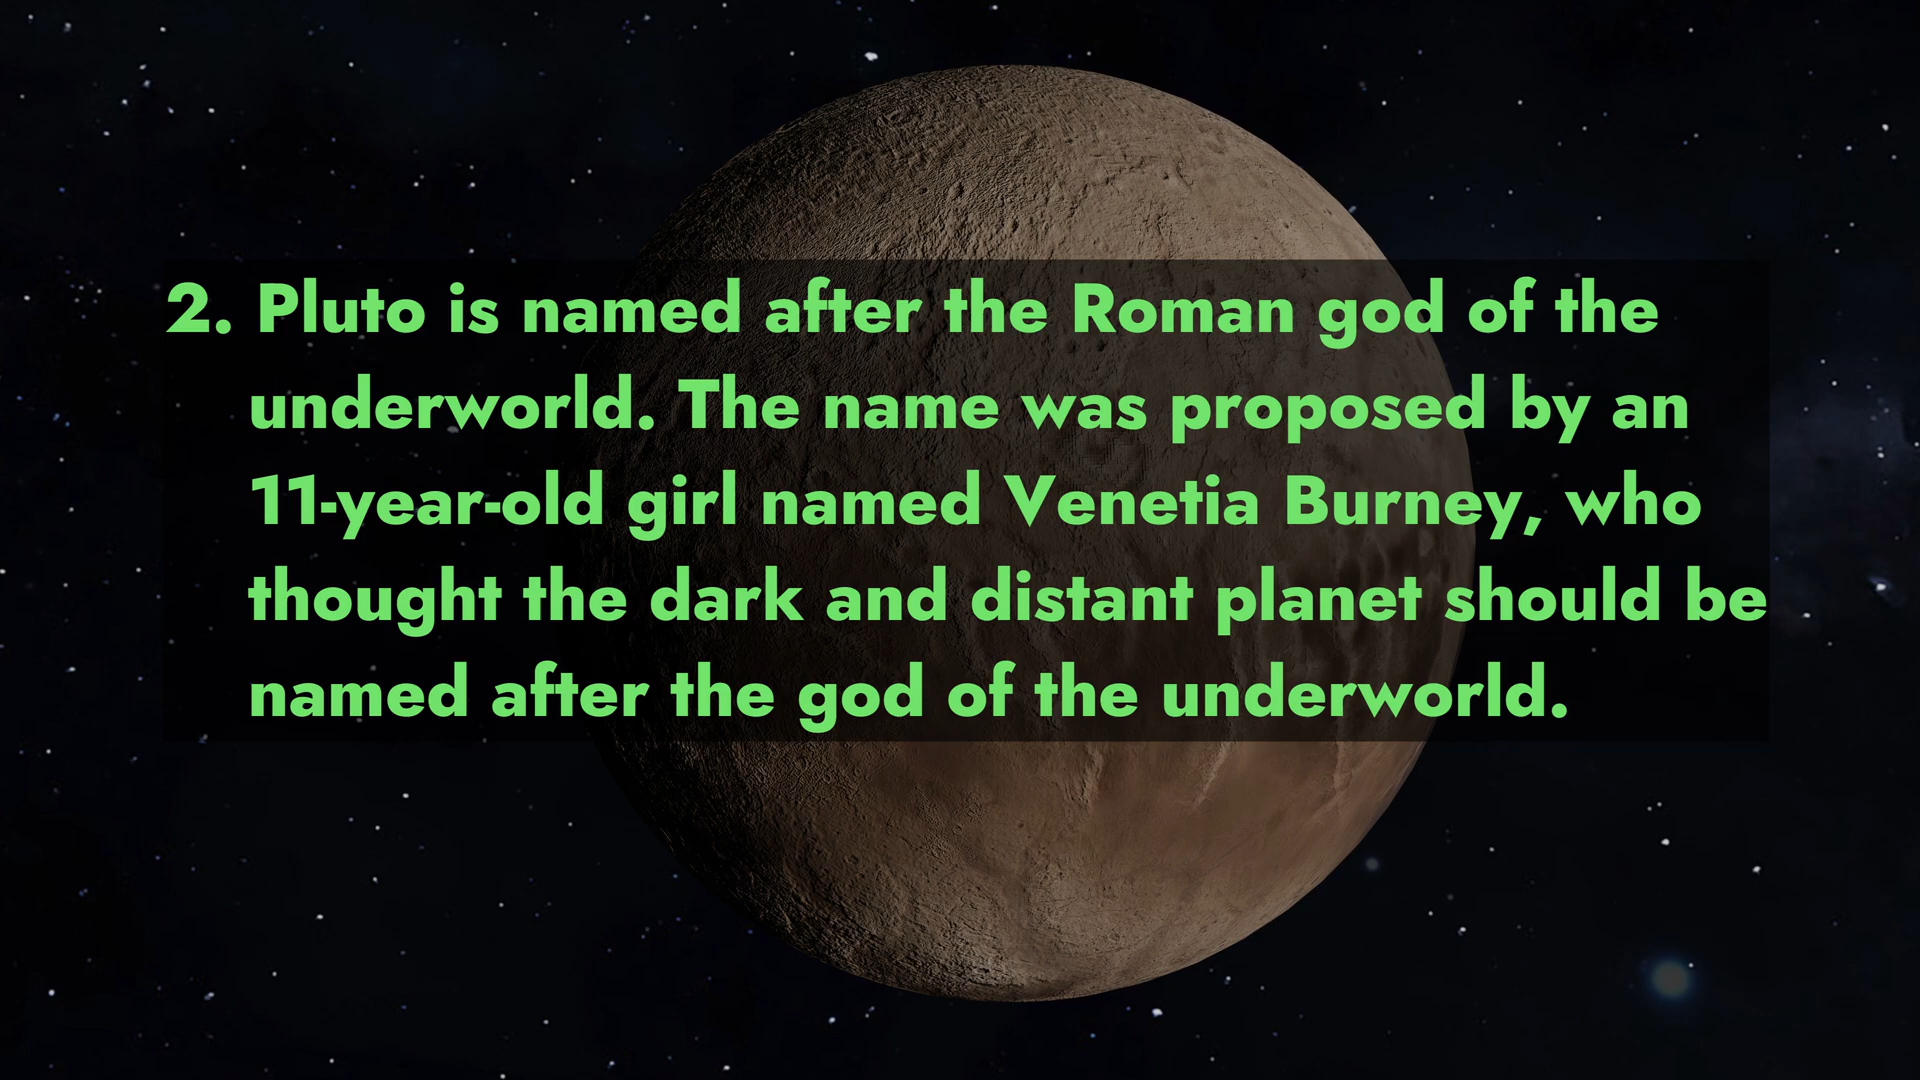 2. Pluto is named after the Roman god of the
underworld. The name was proposed by an
11-year-old girl named Venetia Burney, who
thought the dark and distant planet should be
named after the god of the underworld.